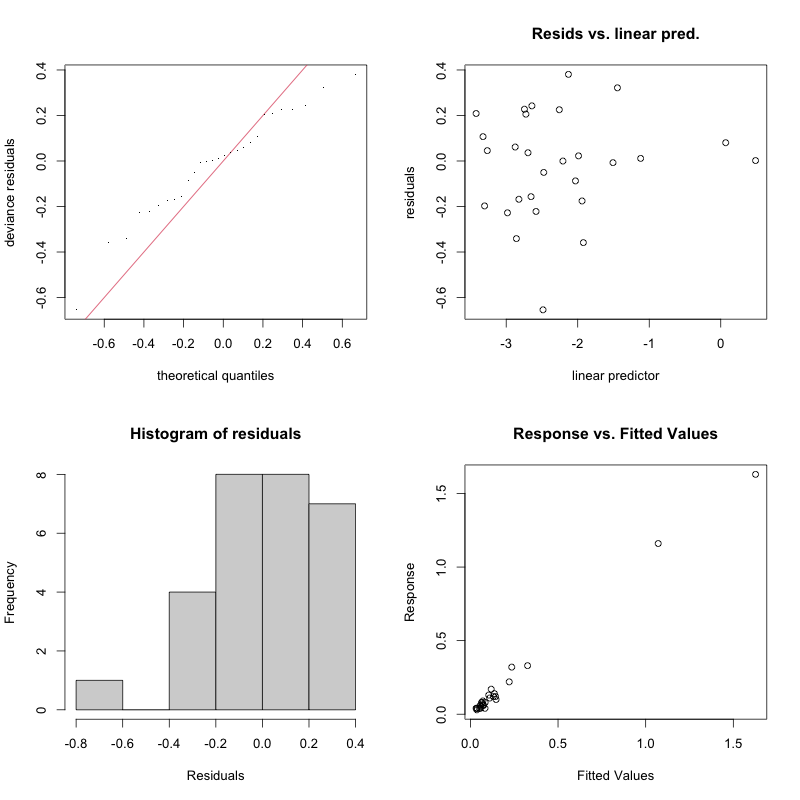 deviance residuals
0.4
0.2
0.0
-0.2
-0.4
-0.6
-0.6 -0.4 -0.2 0.0 0.2 0.4 0.6
theoretical quantiles
Resids vs. linear pred.
residuals
0.4
0.2
0.0
-0.2
-0.4
-0.6
-3 -2 -1 0
linear predictor
Histogram of residuals
Frequency
8
6
4
2
0
-0.8 -0.6 -0.4 -0.2 0.0 0.2 0.4
Residuals
Response vs. Fitted Values
Response
1.5
1.0
0.5
0.0
0.0 0.5 1.0 1.5
Fitted Values